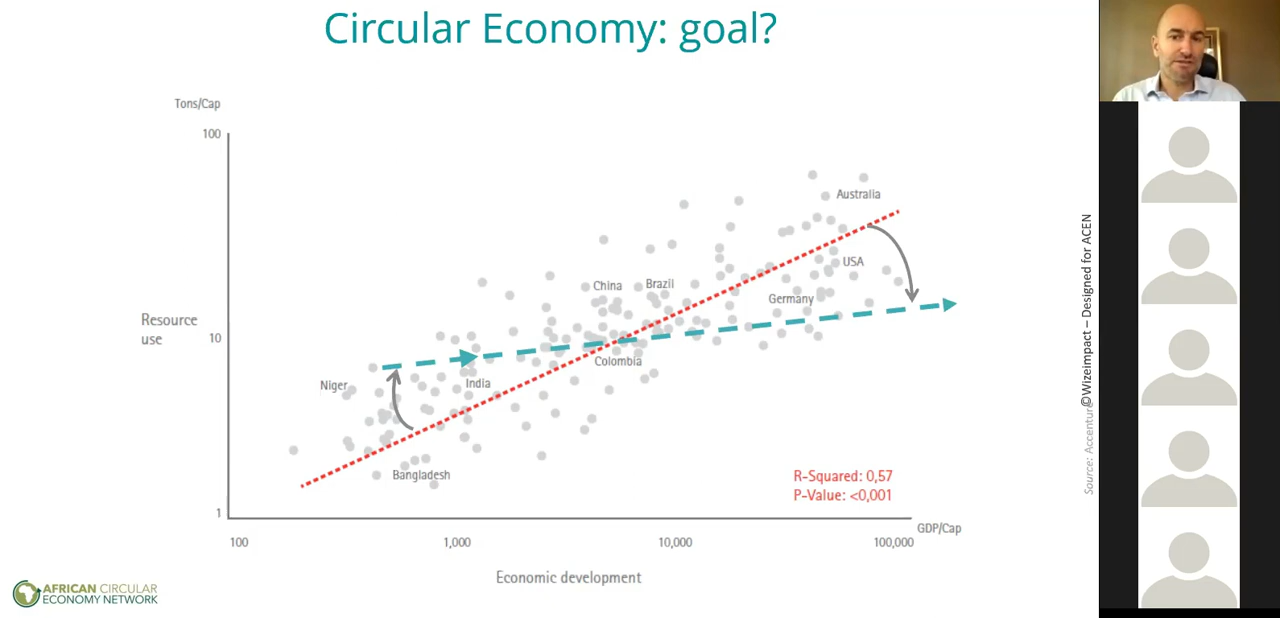 Circular Economy: goal?
Tons/Cap
100
Australia
USA
China
Brazil
Germany
Resource
use
10
Colombia
Niger
India
Bangladesh
R-Squared: 0,57
P-Value: <0,001
1
GDP/Cap
100
1,000
10,000
100,000
Economic development
AFRICAN CIRCULAR
ECONOMY NETWORK
©Wizeimpact – Designed for ACEN
Source: Accenture